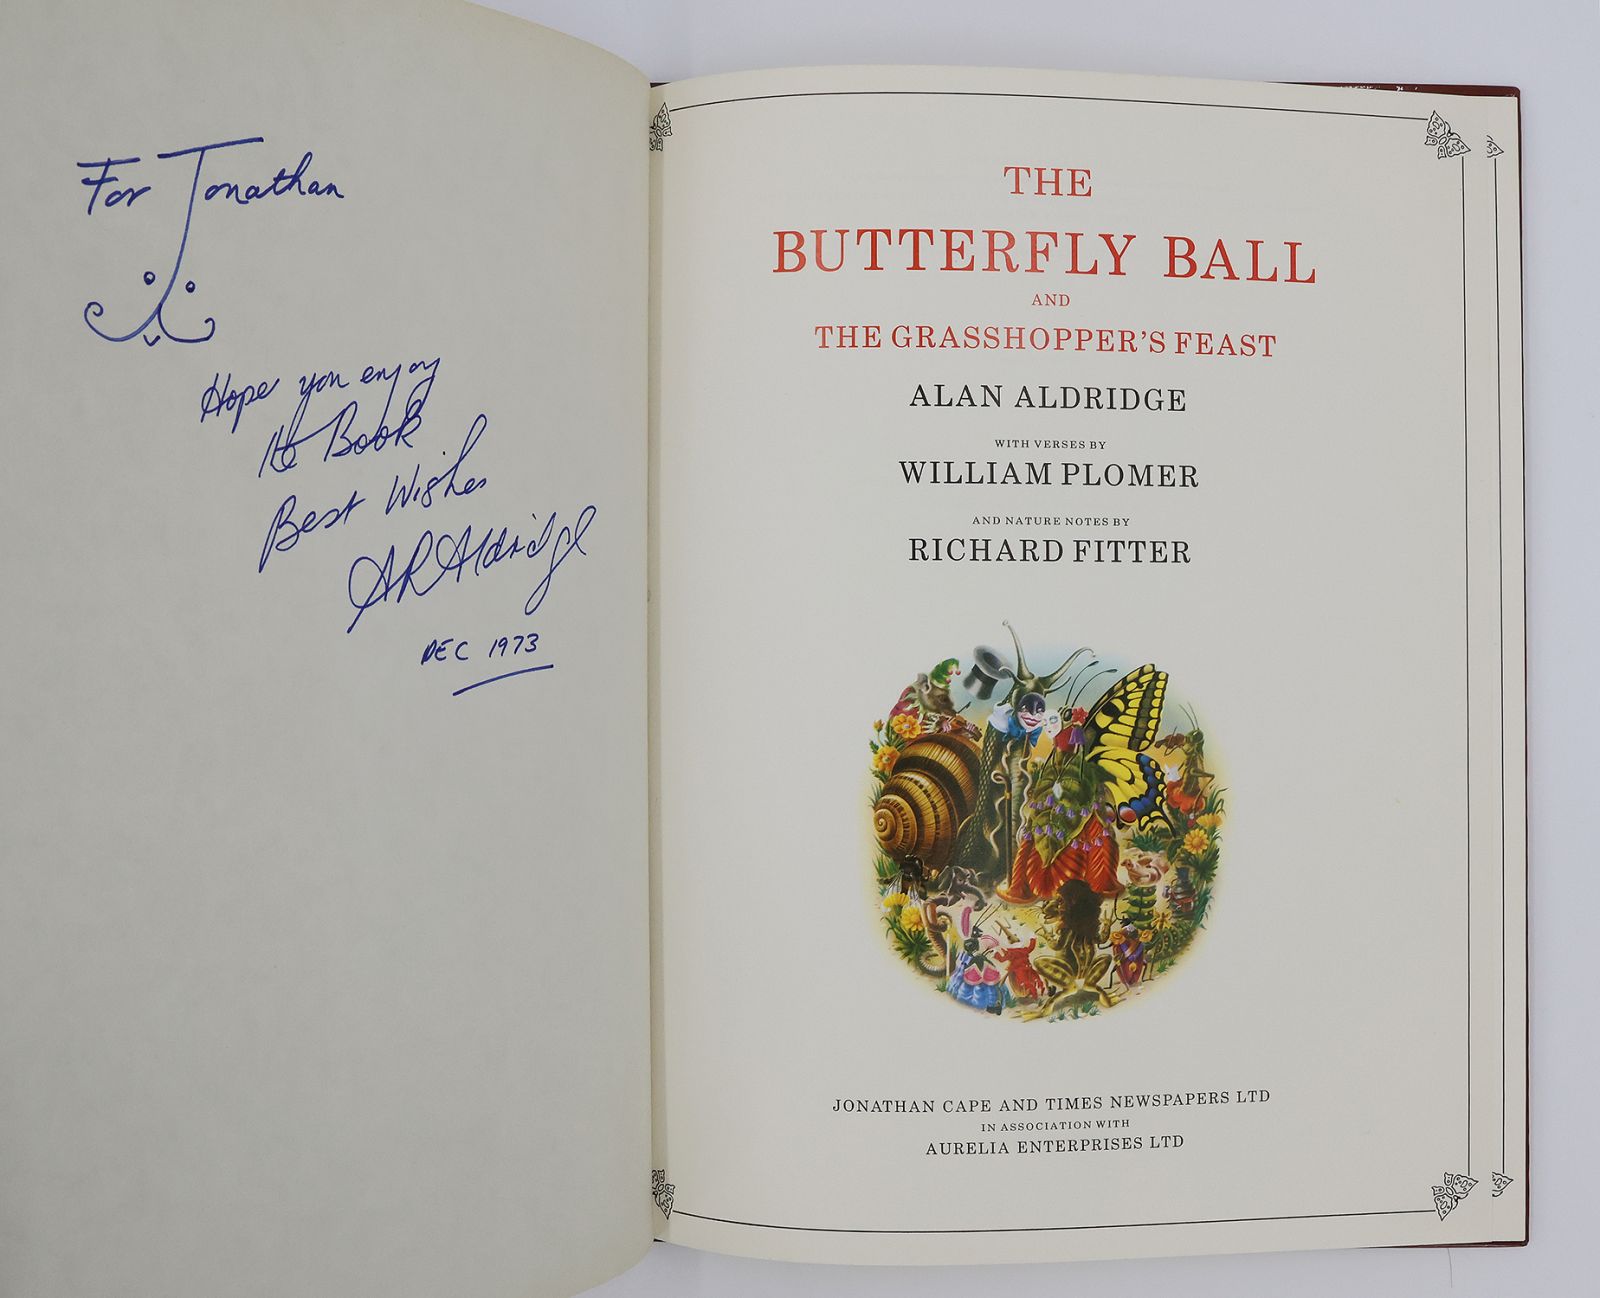 For Jonathan
Hope you enjoy
the Book
Best Wishes
AR Aldridge
DEC 1973
THE
BUTTERFLY BALL
AND
THE GRASSHOPPER'S FEAST
ALAN ALDRIDGE
WITH VERSES BY
WILLIAM PLOMER
AND NATURE NOTES BY
RICHARD FITTER
JONATHAN CAPE AND TIMES NEWSPAPERS LTD
IN ASSOCIATION WITH
AURELIA ENTERPRISES LTD